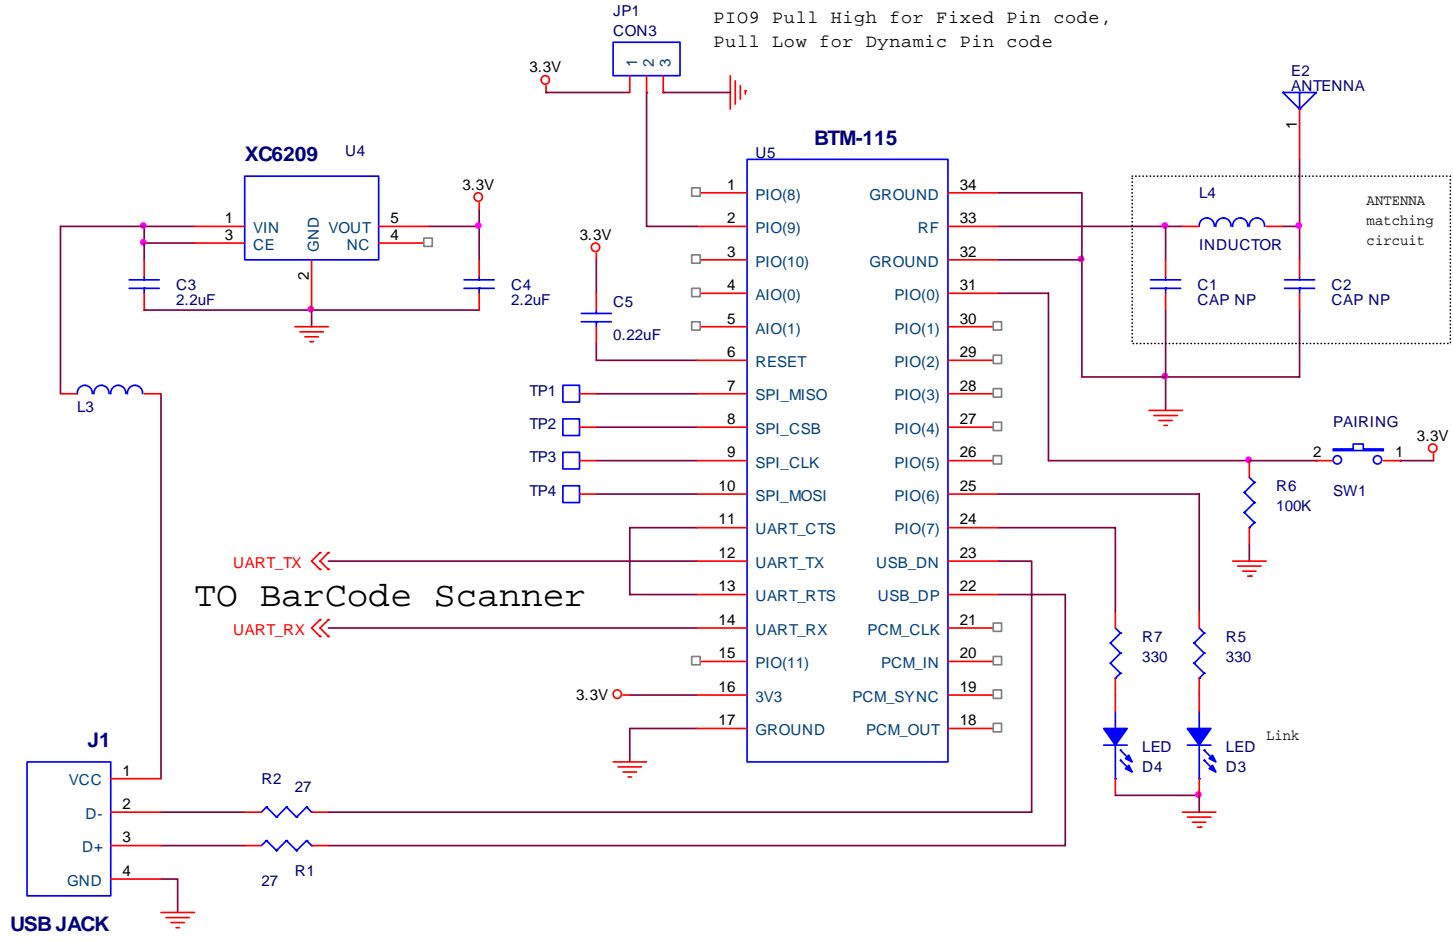 JP1
CON3
PIO9 Pull High for Fixed Pin code,
Pull Low for Dynamic Pin code
3.3V
1 2 3
E2
ANTENNA
1
BTM-115
U5
XC6209 U4
1 VIN
3 CE
GND
2
VOUT 5
NC 4
3.3V
C3
2.2uF
C4
2.2uF
3.3V
C5
0.22uF
L3
1 PIO(8)
2 PIO(9)
3 PIO(10)
4 AIO(0)
5 AIO(1)
6 RESET
7 SPI_MISO
8 SPI_CSB
9 SPI_CLK
10 SPI_MOSI
11 UART_CTS
12 UART_TX
13 UART_RTS
14 UART_RX
15 PIO(11)
16 3V3
17 GROUND
GROUND 34
RF 33
GROUND 32
PIO(0) 31
PIO(1) 30
PIO(2) 29
PIO(3) 28
PIO(4) 27
PIO(5) 26
PIO(6) 25
PIO(7) 24
USB_DN 23
USB_DP 22
PCM_CLK 21
PCM_IN 20
PCM_SYNC 19
PCM_OUT 18
TP1
TP2
TP3
TP4
UART_TX
TO BarCode Scanner
UART_RX
3.3V
L4
INDUCTOR
ANTENNA
matching
circuit
C1
CAP NP
C2
CAP NP
PAIRING
2 1
3.3V
SW1
R6
100K
R7
330
R5
330
LED
D4
LED
D3
Link
J1
VCC 1
D- 2
D+ 3
GND 4
USB JACK
R2 27
27 R1